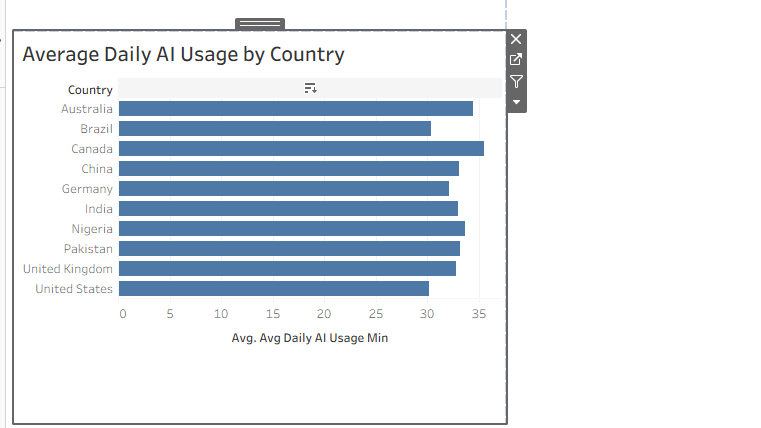 Average Daily AI Usage by Country
Country
Australia
Brazil
Canada
China
Germany
India
Nigeria
Pakistan
United Kingdom
United States
0 5 10 15 20 25 30 35
Avg. Avg Daily AI Usage Min